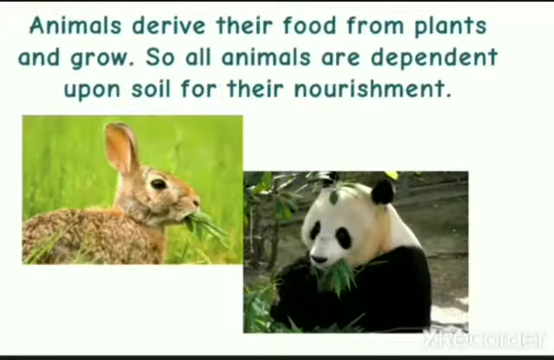 Animals derive their food from plants
and grow. So all animals are dependent
upon soil for their nourishment.